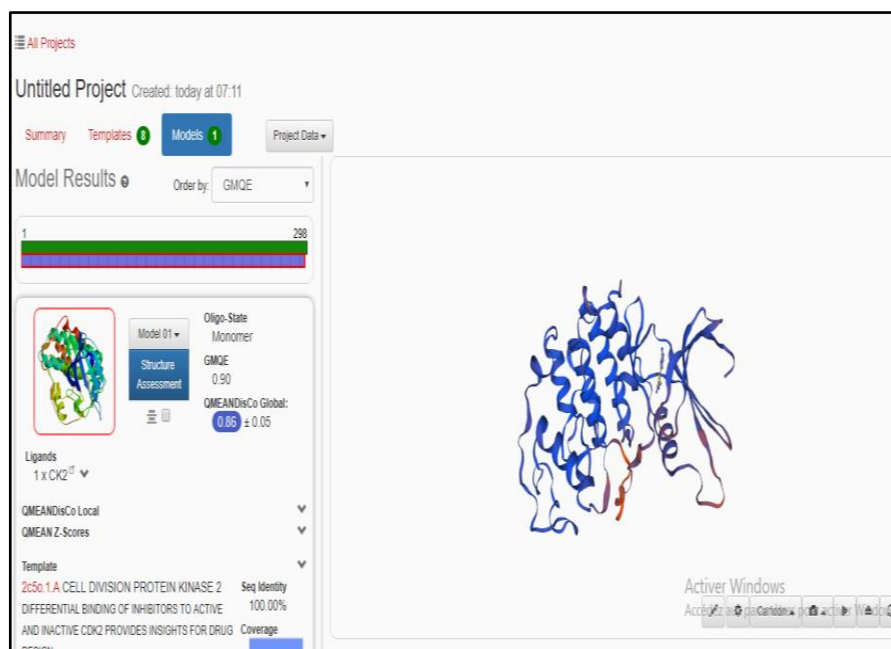 All Projects
Untitled Project Created: today at 07:11
Summary Templates 8 Models 1 Project Data
Model Results Order by: GMQE
1 298
Oligo-State
Model 01 Monomer
Structure Assessment
GMQE
0.90
QMEANDisCo Global:
0.86 ± 0.05
Ligands
1 x CK2
QMEANDisCo Local
QMEAN Z-Scores
Template
2c5o.1.A CELL DIVISION PROTEIN KINASE 2 Seq Identity
DIFFERENTIAL BINDING OF INHIBITORS TO ACTIVE 100.00%
AND INACTIVE CDK2 PROVIDES INSIGHTS FOR DRUG Coverage
DESIGN
Activer Windows
Cartoon